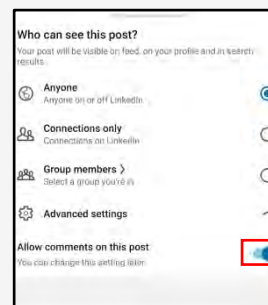 Who can see this post?
Your post will be visible on feed, on your profile and in search
results
Anyone
Anyone on or off LinkedIn
Connections only
Connections on LinkedIn
Group members >
Select a group you're in
Advanced settings
Allow comments on this post
You can change this setting later